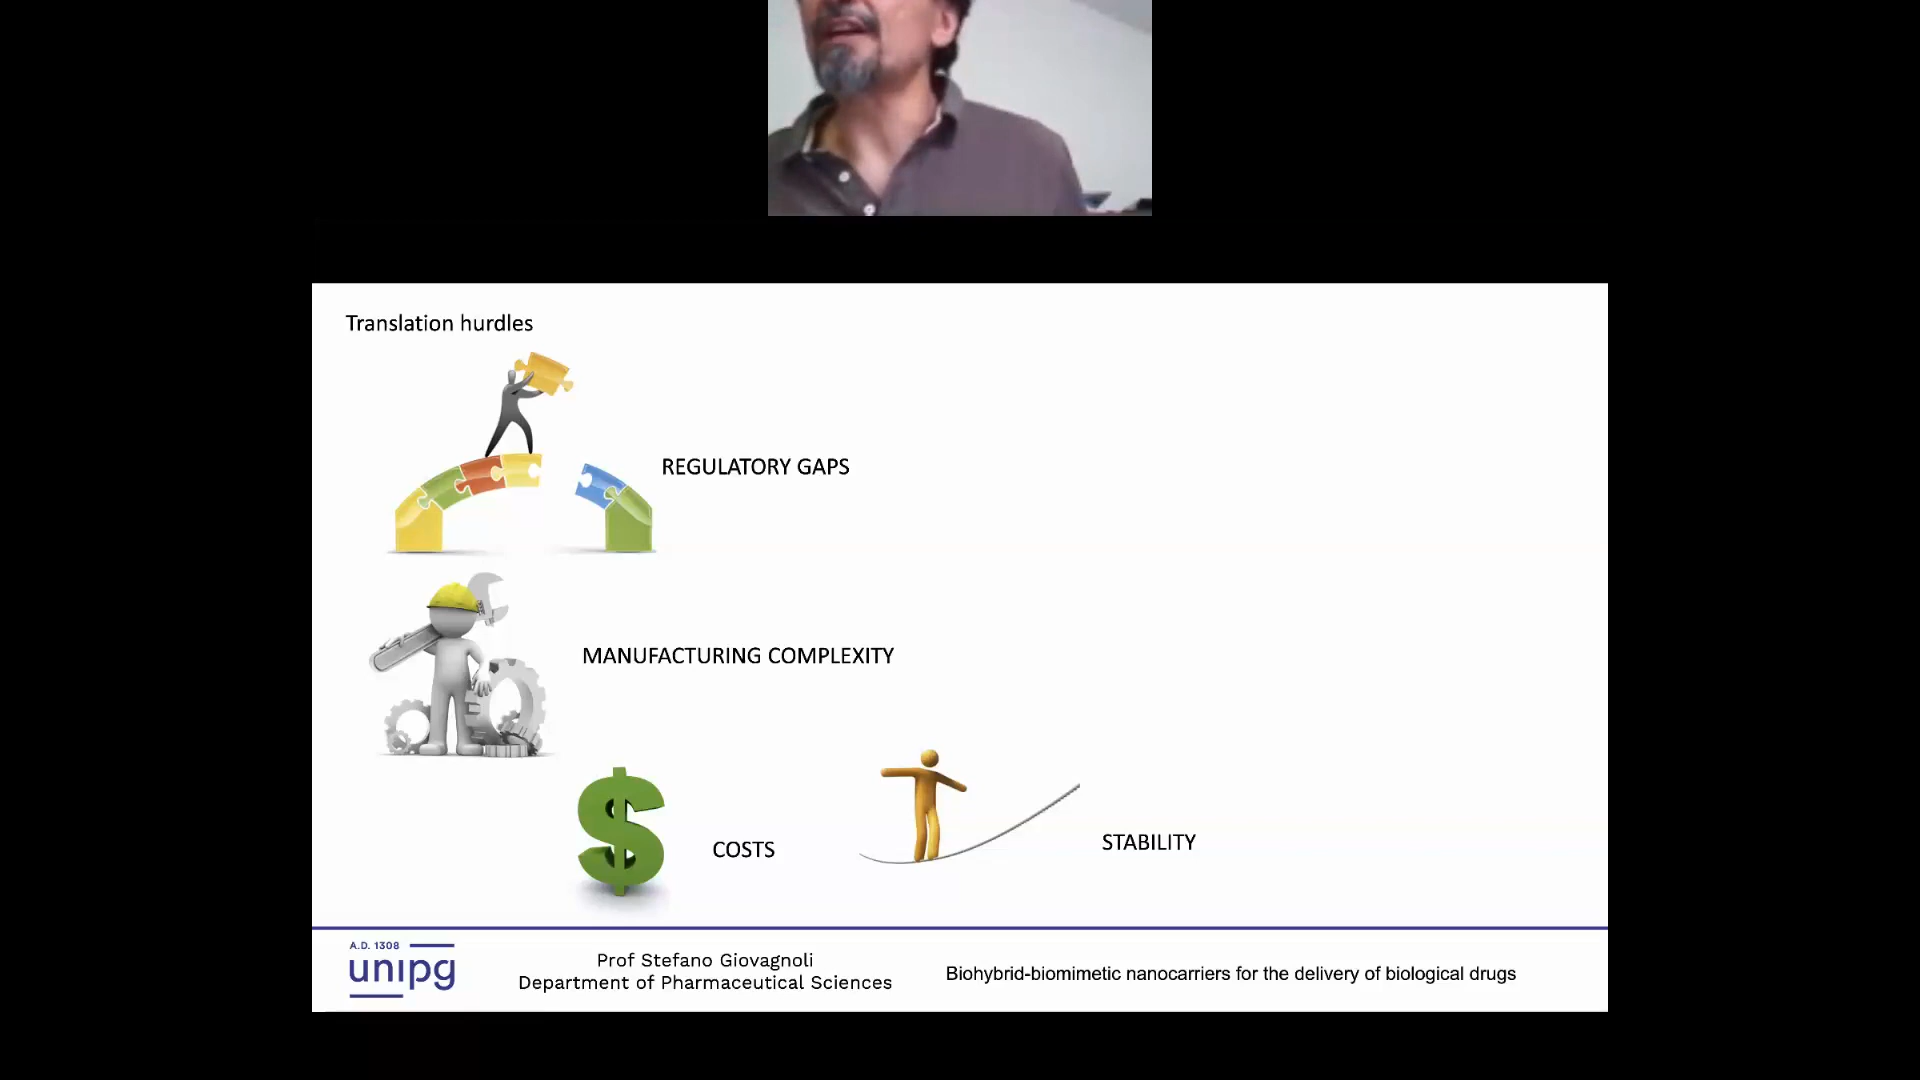 Translation hurdles
REGULATORY GAPS
MANUFACTURING COMPLEXITY
COSTS
STABILITY
A.D. 1308
unipg
Prof Stefano Giovagnoli
Department of Pharmaceutical Sciences
Biohybrid-biomimetic nanocarriers for the delivery of biological drugs